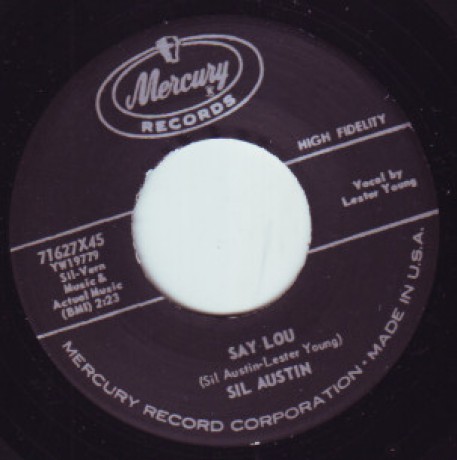 Mercury
RECORDS
HIGH FIDELITY
Vocal by
Lester Young
71627X45
YW19779
Sil-Vern
Music &
Actual Music
(BMI) 2:23
SAY LOU
(Sil Austin-Lester Young)
SIL AUSTIN
MERCURY RECORD CORPORATION • MADE IN U.S.A.